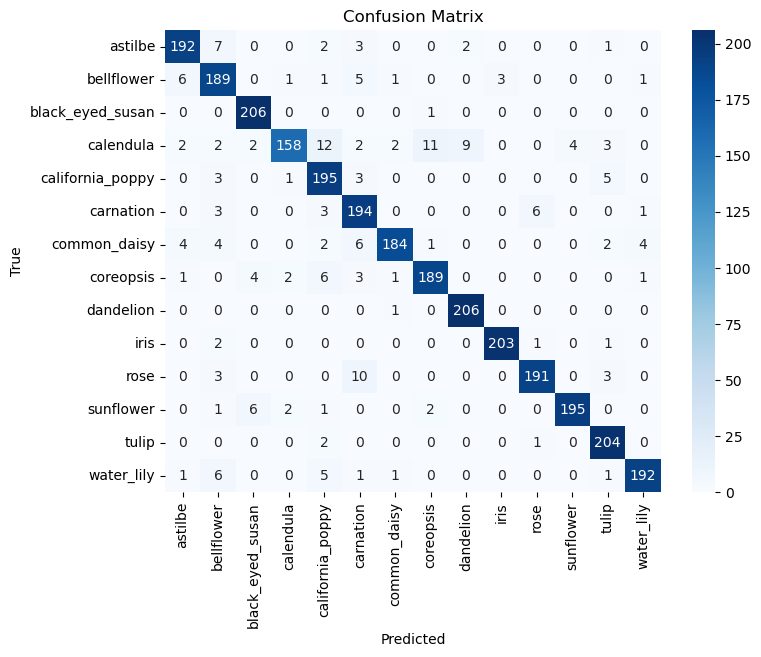 Confusion Matrix
True
astilbe 192 7 0 0 2 3 0 0 2 0 0 0 1 0
bellflower 6 189 0 1 1 5 1 0 0 3 0 0 0 1
black_eyed_susan 0 0 206 0 0 0 0 1 0 0 0 0 0 0
calendula 2 2 2 158 12 2 2 11 9 0 0 4 3 0
california_poppy 0 3 0 1 195 3 0 0 0 0 0 0 5 0
carnation 0 3 0 0 3 194 0 0 0 0 6 0 0 1
common_daisy 4 4 0 0 2 6 184 1 0 0 0 0 2 4
coreopsis 1 0 4 2 6 3 1 189 0 0 0 0 0 1
dandelion 0 0 0 0 0 0 1 0 206 0 0 0 0 0
iris 0 2 0 0 0 0 0 0 0 203 1 0 1 0
rose 0 3 0 0 0 10 0 0 0 0 191 0 3 0
sunflower 0 1 6 2 1 0 0 2 0 0 0 195 0 0
tulip 0 0 0 0 2 0 0 0 0 0 1 0 204 0
water_lily 1 6 0 0 5 1 1 0 0 0 0 0 1 192
astilbe bellflower black_eyed_susan calendula california_poppy carnation common_daisy coreopsis dandelion iris rose sunflower tulip water_lily
Predicted
200
175
150
125
100
75
50
25
0